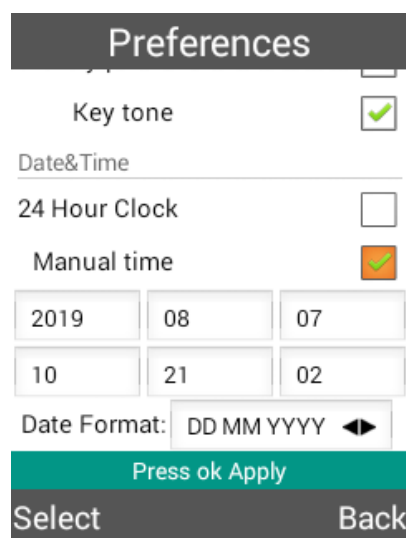 Preferences
Key tone
Date&Time
24 Hour Clock
Manual time
2019 08 07
10 21 02
Date Format: DD MM YYYY
Press ok Apply
Select Back